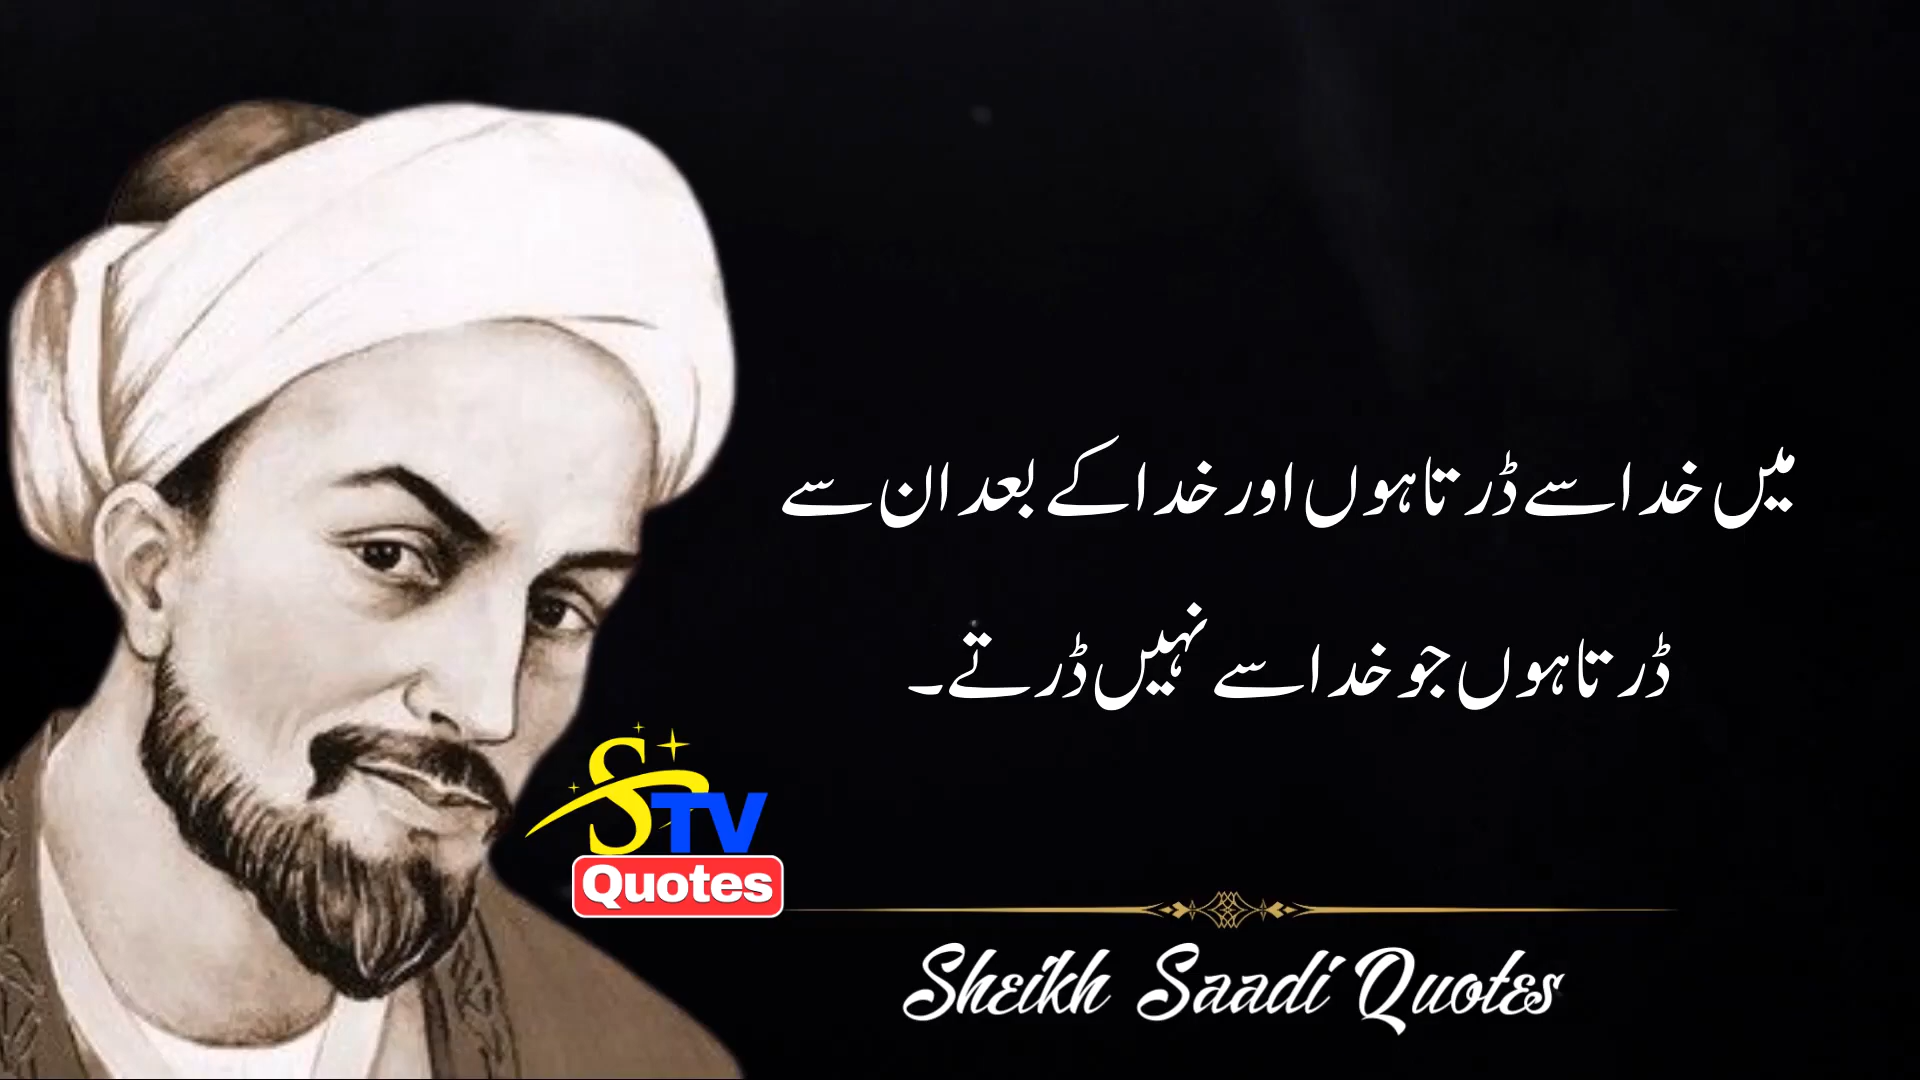 میں خدا سے ڈرتا ہوں اور خدا کے بعد ان سے
ڈرتا ہوں جو خدا سے نہیں ڈرتے۔
STV
Quotes
Sheikh Saadi Quotes